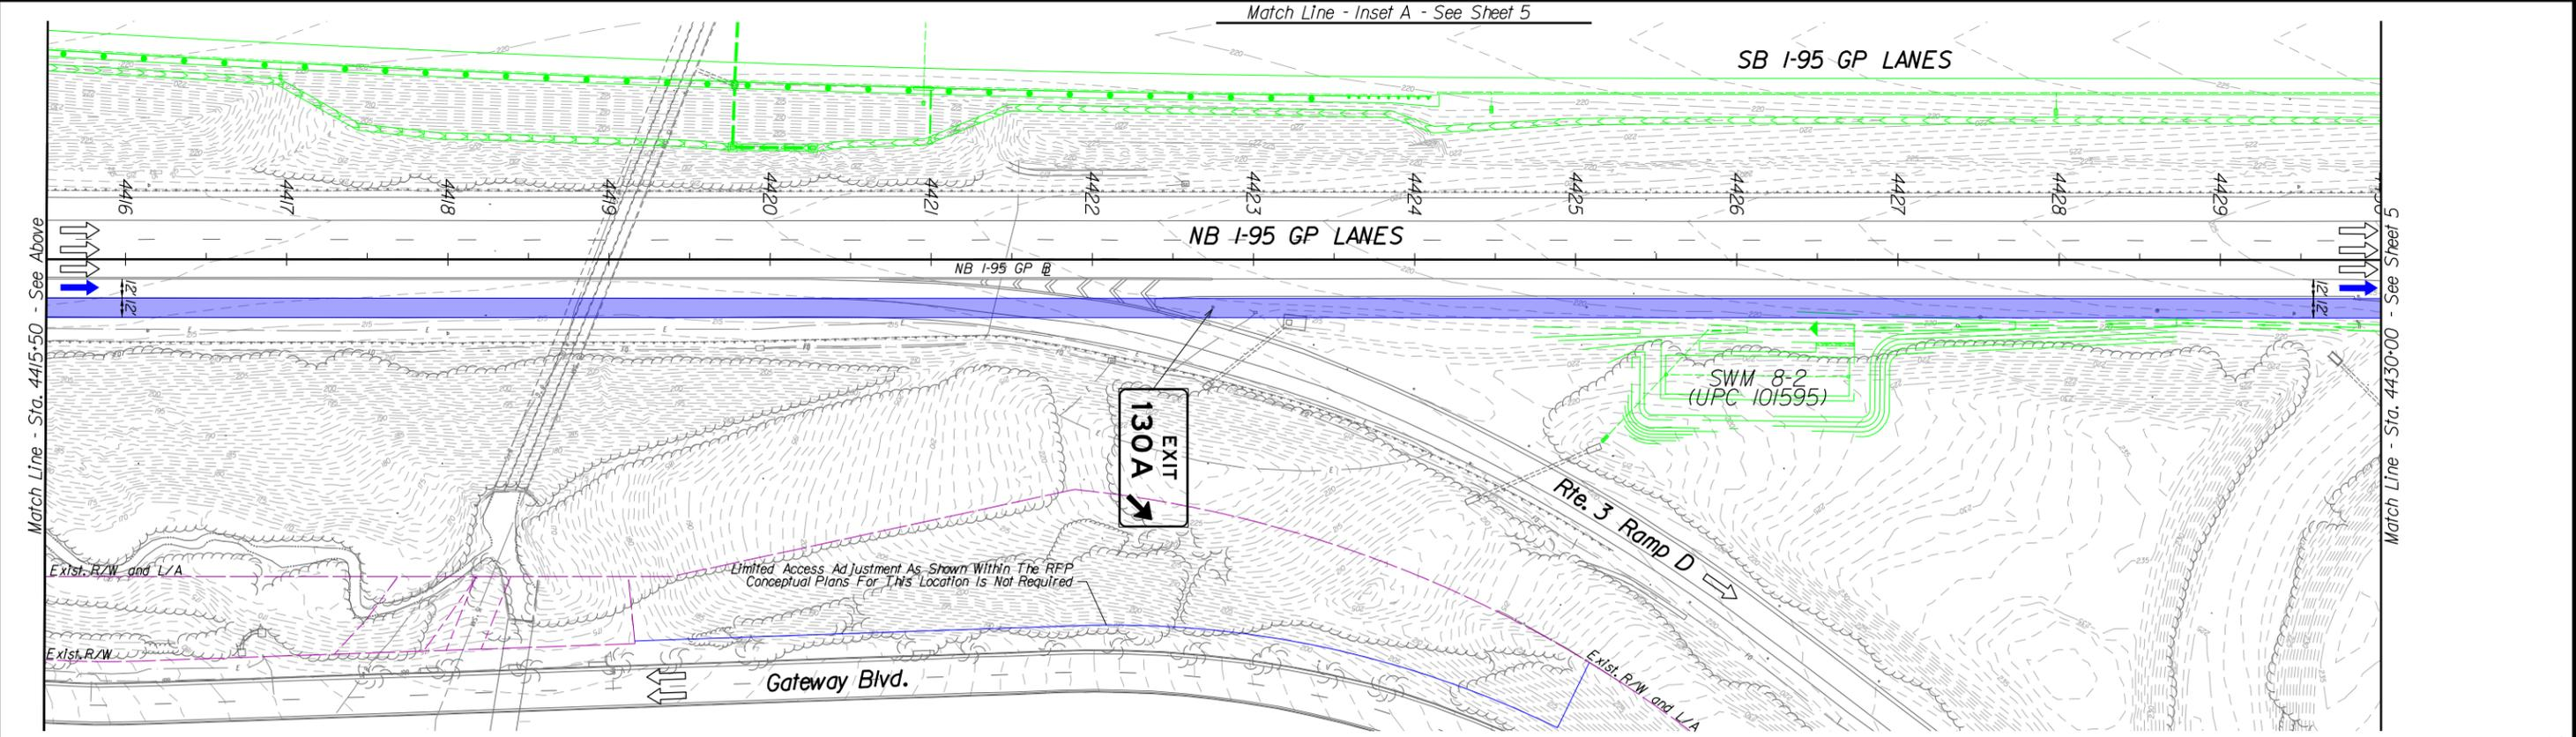 Match Line - Inset A - See Sheet 5
SB I-95 GP LANES
4416
4417
4418
4419
4420
4421
4422
4423
4424
4425
4426
4427
4428
4429
NB I-95 GP LANES
NB I-95 GP BL
12' 12'
12' 12'
Match Line - Sta. 4415+50 - See Above
Match Line - Sta. 4430+00 - See Sheet 5
SWM 8-2
(UPC 101595)
EXIT
130A
Rte. 3 Ramp D
Exist. R/W and L/A
Limited Access Adjustment As Shown Within The RFP
Conceptual Plans For This Location Is Not Required
Exist. R/W
Gateway Blvd.
Exist. R/W and L/A